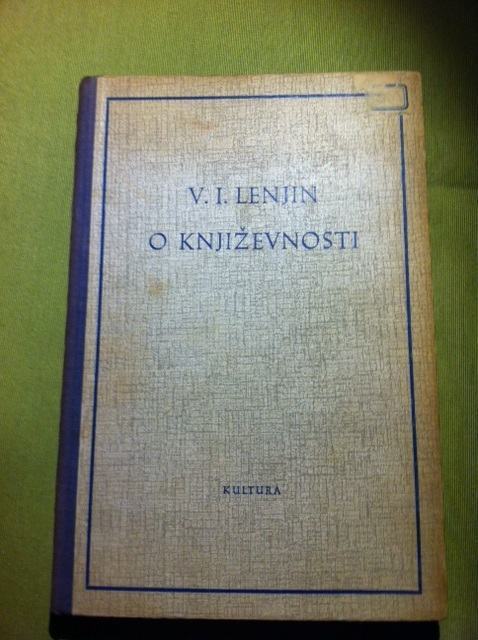 V. I. LENJIN
O KNJIŽEVNOSTI
KULTURA